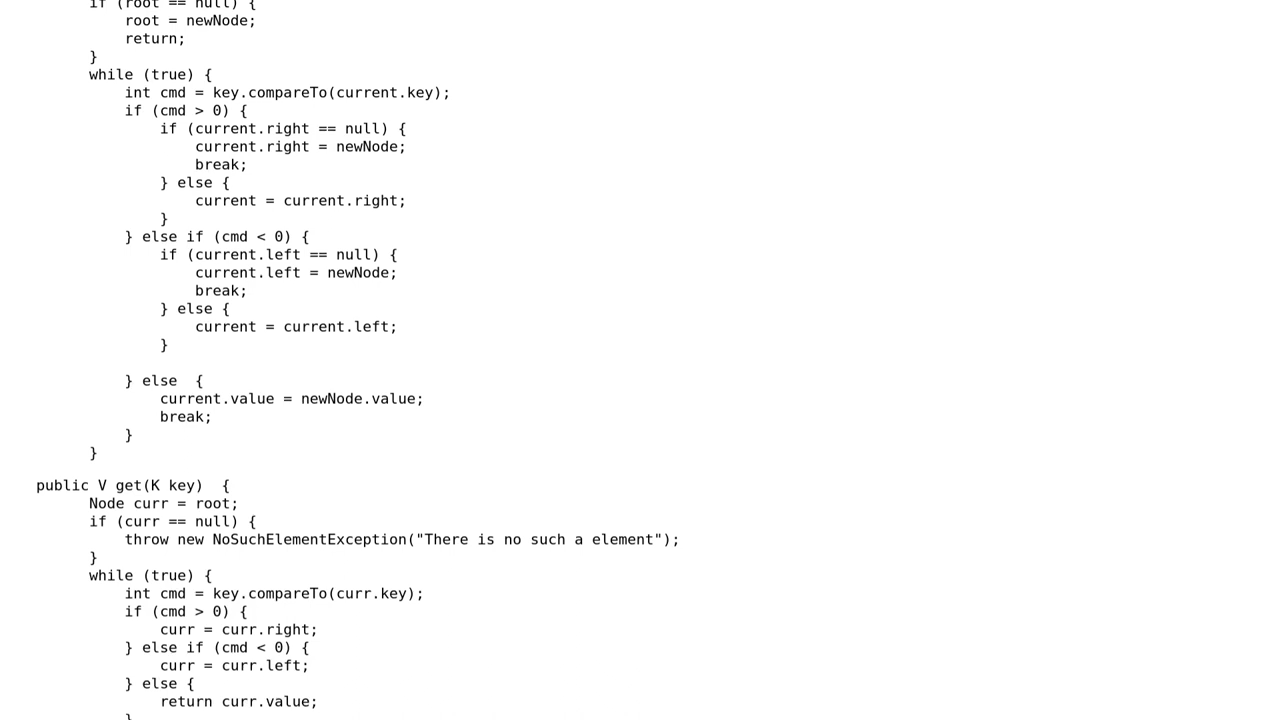 if (root == null) {
root = newNode;
return;
}
while (true) {
int cmd = key.compareTo(current.key);
if (cmd > 0) {
if (current.right == null) {
current.right = newNode;
break;
} else {
current = current.right;
}
} else if (cmd < 0) {
if (current.left == null) {
current.left = newNode;
break;
} else {
current = current.left;
}
} else  {
current.value = newNode.value;
break;
}
}
public V get(K key)  {
Node curr = root;
if (curr == null) {
throw new NoSuchElementException("There is no such a element");
}
while (true) {
int cmd = key.compareTo(curr.key);
if (cmd > 0) {
curr = curr.right;
} else if (cmd < 0) {
curr = curr.left;
} else {
return curr.value;
}